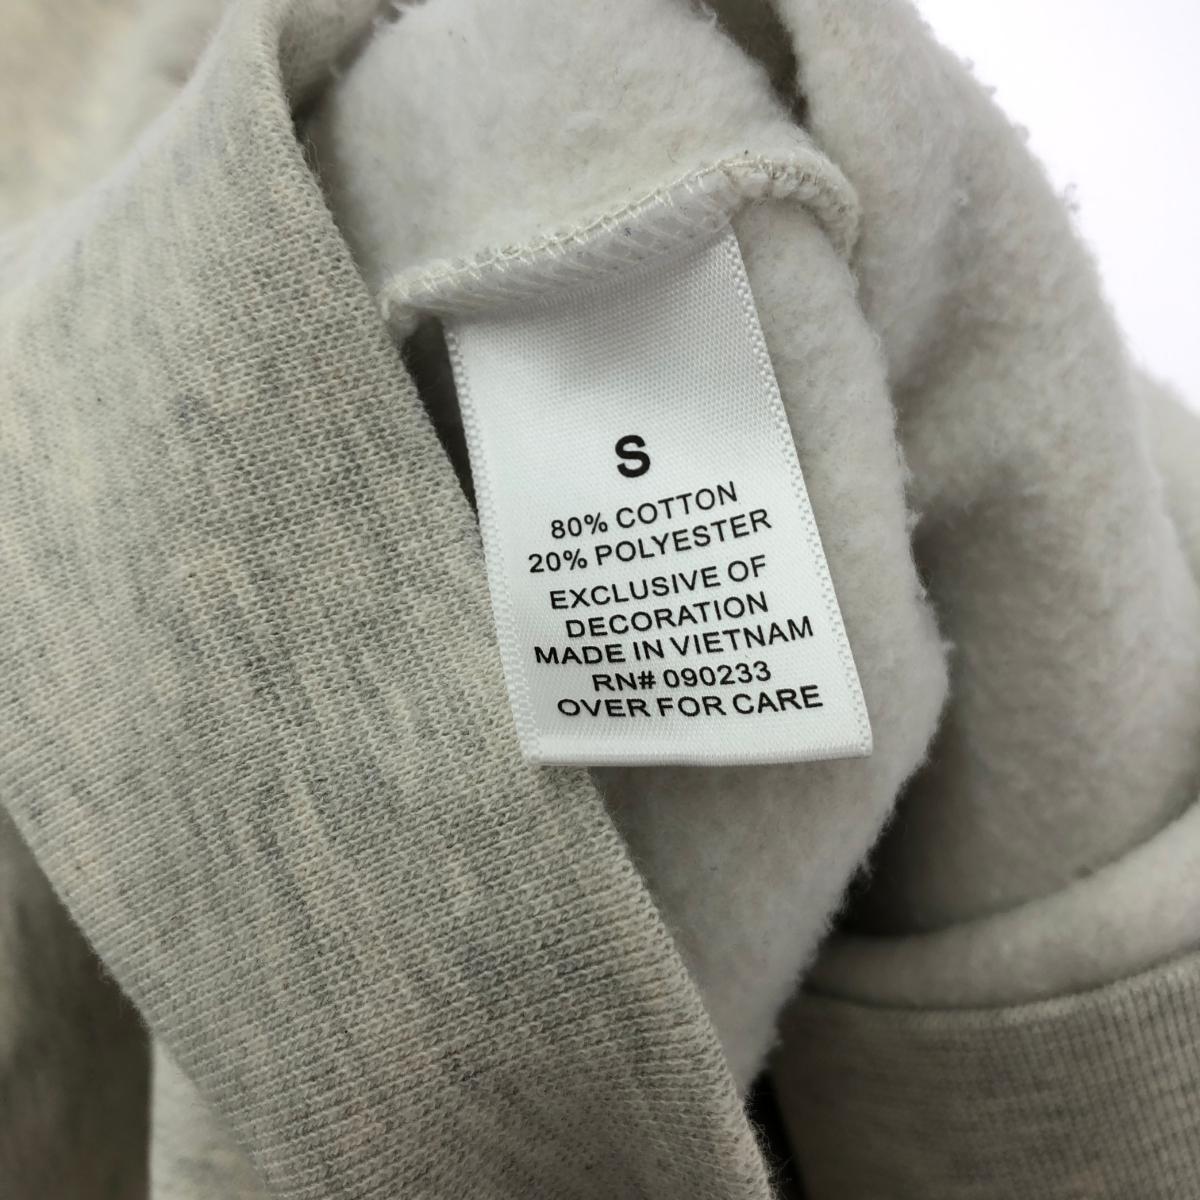 S
80% COTTON
20% POLYESTER
EXCLUSIVE OF
DECORATION
MADE IN VIETNAM
RN# 090233
OVER FOR CARE